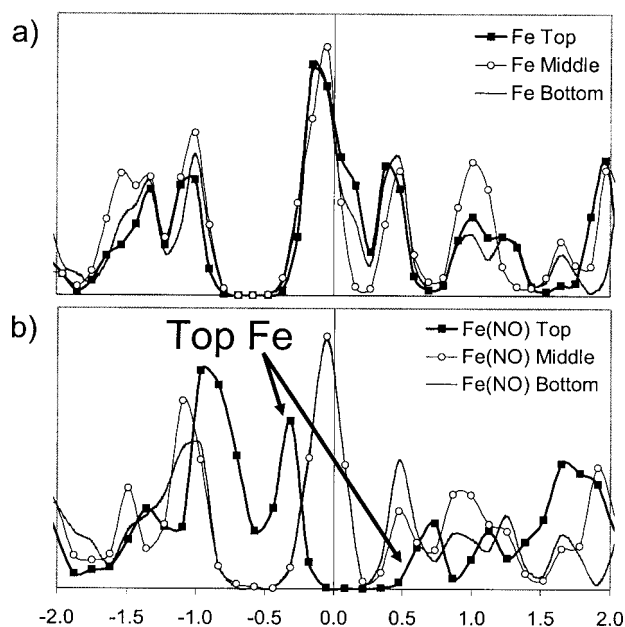 a)
Fe Top
Fe Middle
Fe Bottom
b)
Top Fe
Fe(NO) Top
Fe(NO) Middle
Fe(NO) Bottom
-2.0 -1.5 -1.0 -0.5 0.0 0.5 1.0 1.5 2.0